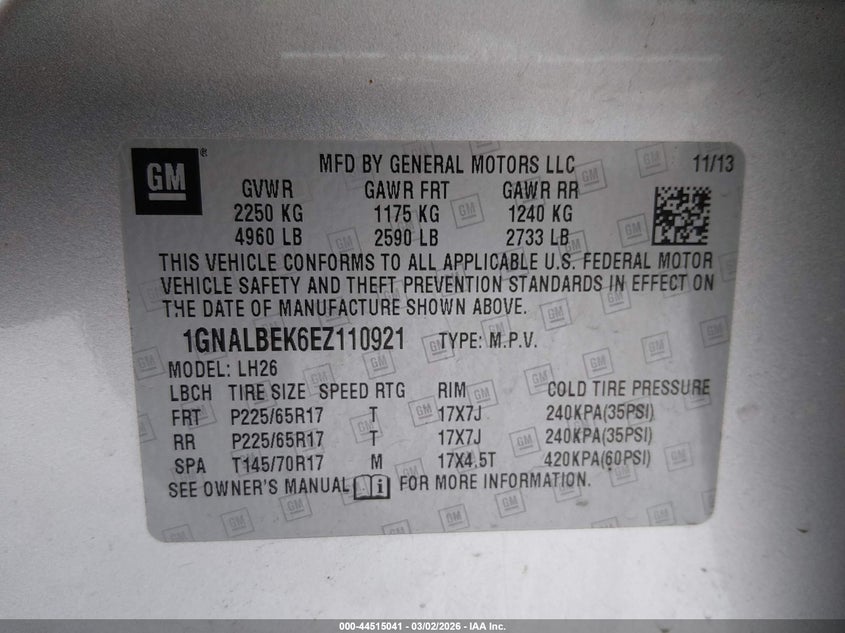 GM ® MFD BY GENERAL MOTORS LLC 11/13
GVWR GAWR FRT GAWR RR
2250 KG 1175 KG 1240 KG
4960 LB 2590 LB 2733 LB
THIS VEHICLE CONFORMS TO ALL APPLICABLE U.S. FEDERAL MOTOR
VEHICLE SAFETY AND THEFT PREVENTION STANDARDS IN EFFECT ON
THE DATE OF MANUFACTURE SHOWN ABOVE.
1GNALBEK6EZ110921 TYPE: M.P.V.
MODEL: LH26
LBCH TIRE SIZE SPEED RTG RIM COLD TIRE PRESSURE
FRT P225/65R17 T 17X7J 240KPA(35PSI)
RR P225/65R17 T 17X7J 240KPA(35PSI)
SPA T145/70R17 M 17X4.5T 420KPA(60PSI)
SEE OWNER'S MANUAL i FOR MORE INFORMATION.
000-44515041 - 03/02/2026 - IAA Inc.